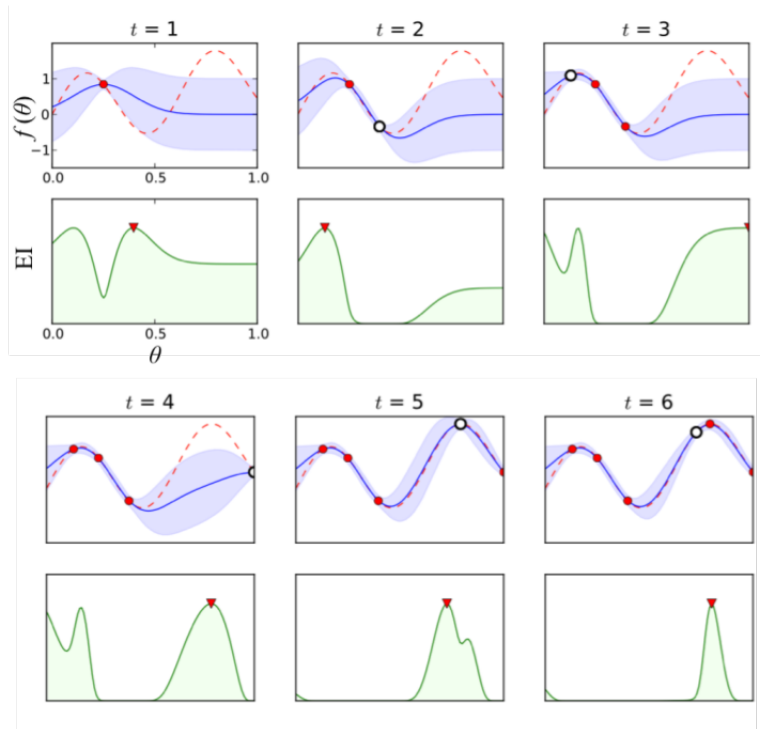 t = 1 t = 2 t = 3
f(θ)
1
0
−1
0.0 0.5 1.0
EI
0.0 0.5 1.0
θ
t = 4 t = 5 t = 6